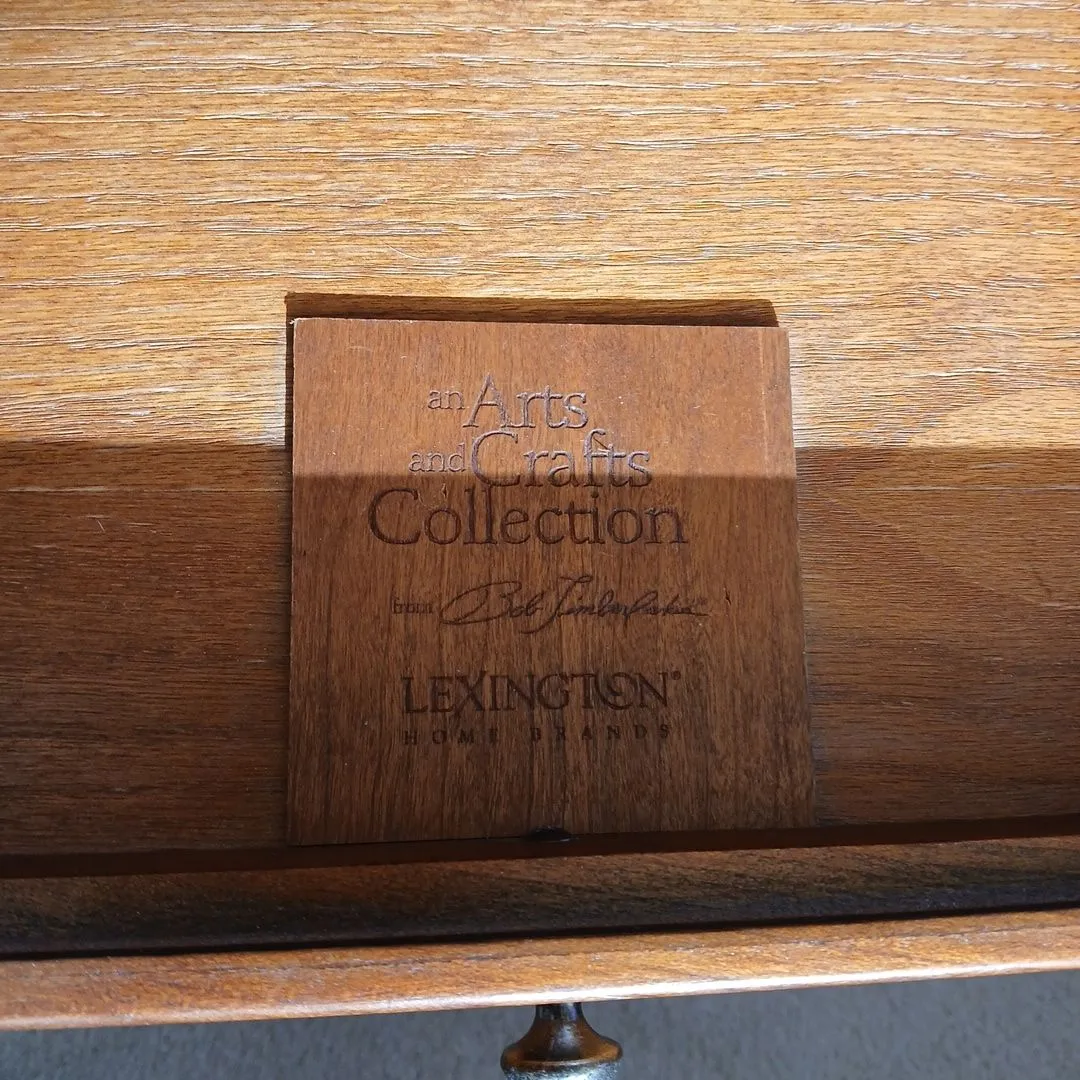 an Arts
and Crafts
Collection
from Bob Timberlake®
LEXINGTON®
HOME BRANDS